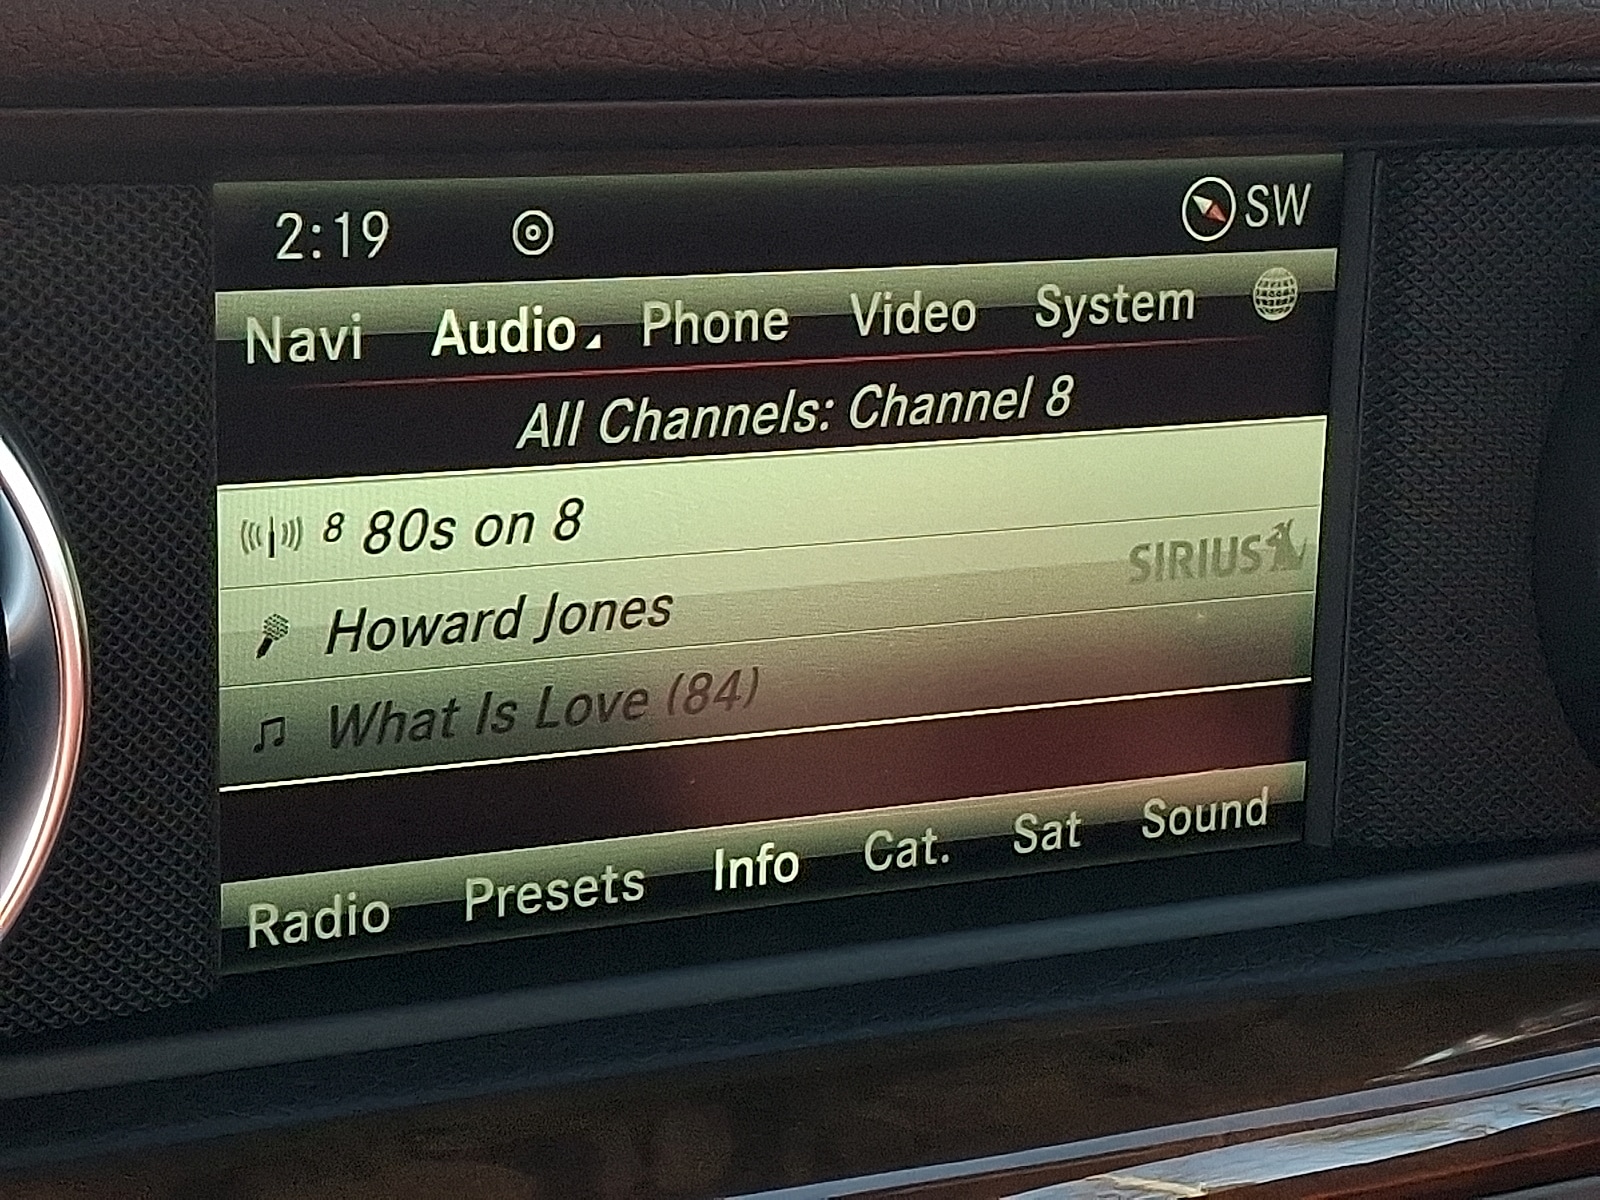 2:19 SW
Navi Audio Phone Video System
All Channels: Channel 8
8 80s on 8
SIRIUS
Howard Jones
What Is Love (84)
Radio Presets Info Cat. Sat Sound